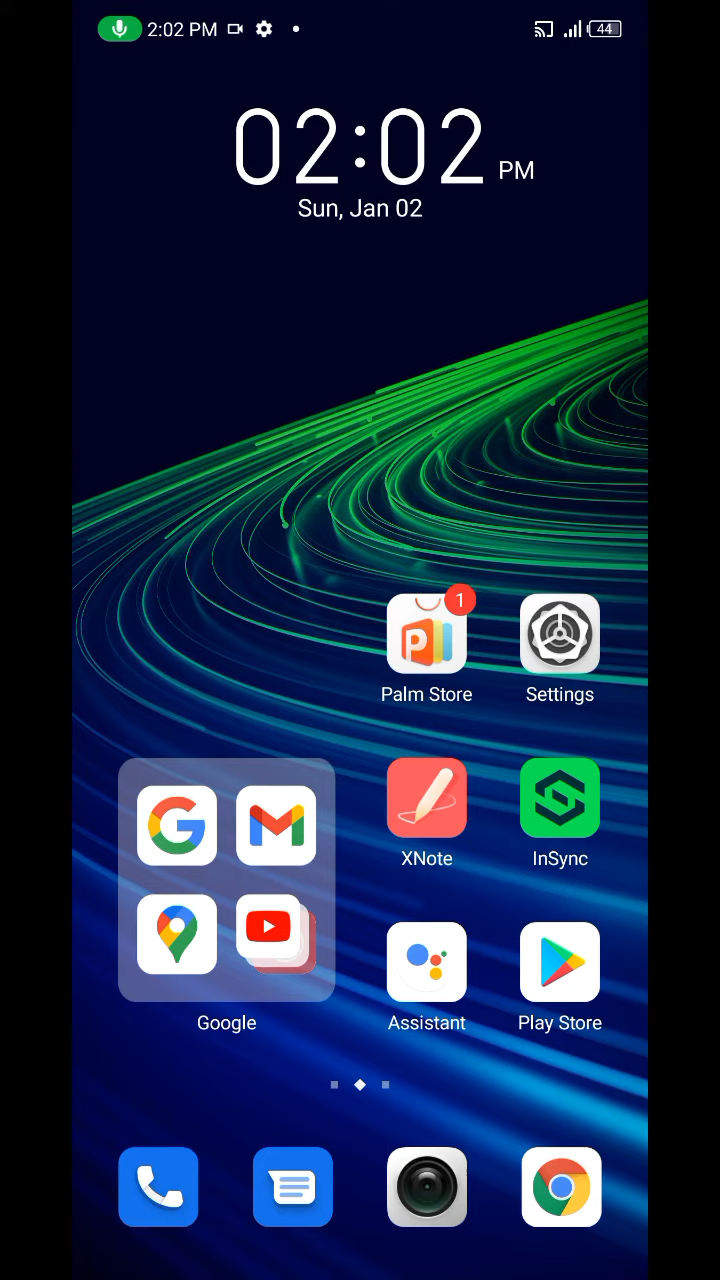 2:02 PM
44
02:02 PM
Sun, Jan 02
1
Palm Store
Settings
XNote
InSync
Google
Assistant
Play Store